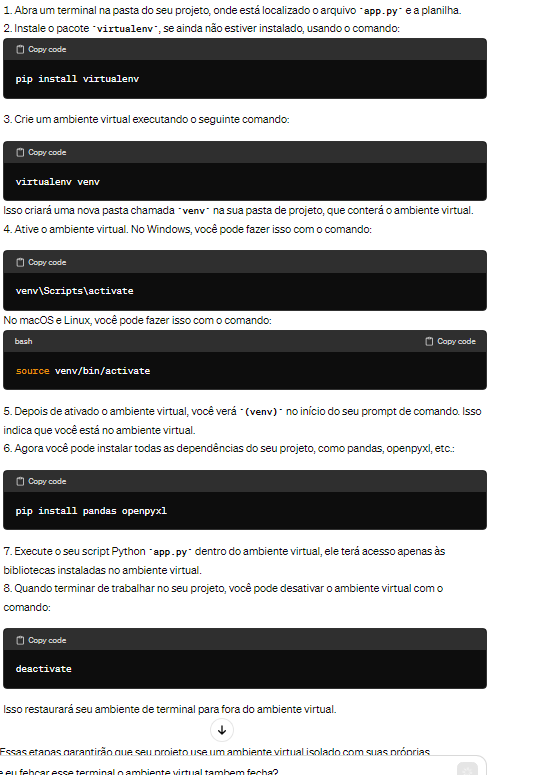 1. Abra um terminal na pasta do seu projeto, onde está localizado o arquivo `app.py` e a planilha.
2. Instale o pacote `virtualenv`, se ainda não estiver instalado, usando o comando:
Copy code
pip install virtualenv
3. Crie um ambiente virtual executando o seguinte comando:
Copy code
virtualenv venv
Isso criará uma nova pasta chamada `venv` na sua pasta de projeto, que conterá o ambiente virtual.
4. Ative o ambiente virtual. No Windows, você pode fazer isso com o comando:
Copy code
venv\Scripts\activate
No macOS e Linux, você pode fazer isso com o comando:
bash Copy code
source venv/bin/activate
5. Depois de ativado o ambiente virtual, você verá `(venv)` no início do seu prompt de comando. Isso
indica que você está no ambiente virtual.
6. Agora você pode instalar todas as dependências do seu projeto, como pandas, openpyxl, etc.:
Copy code
pip install pandas openpyxl
7. Execute o seu script Python `app.py` dentro do ambiente virtual, ele terá acesso apenas às
bibliotecas instaladas no ambiente virtual.
8. Quando terminar de trabalhar no seu projeto, você pode desativar o ambiente virtual com o
comando:
Copy code
deactivate
Isso restaurará seu ambiente de terminal para fora do ambiente virtual.
Essas etapas garantirão que seu projeto use um ambiente virtual isolado com suas próprias
e eu fehcar esse terminal o ambiente virtual tambem fecha?